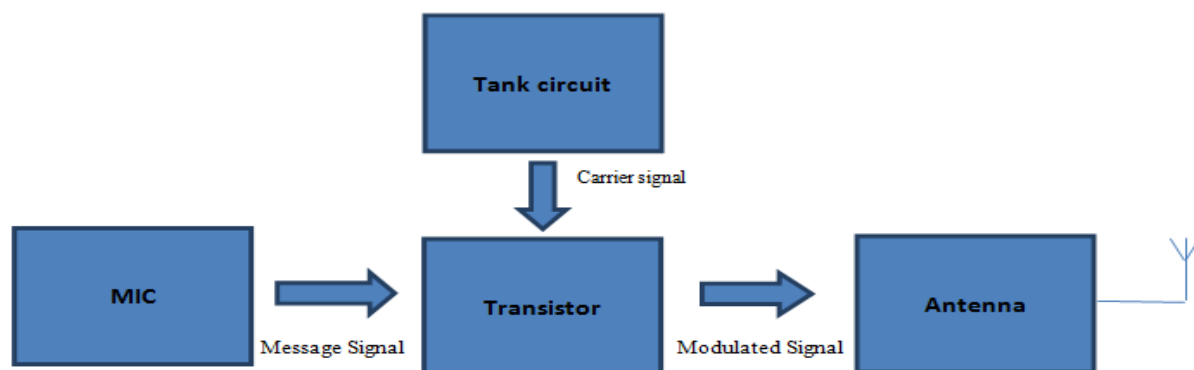 Tank circuit
Carrier signal
MIC
Transistor
Antenna
Message Signal
Modulated Signal